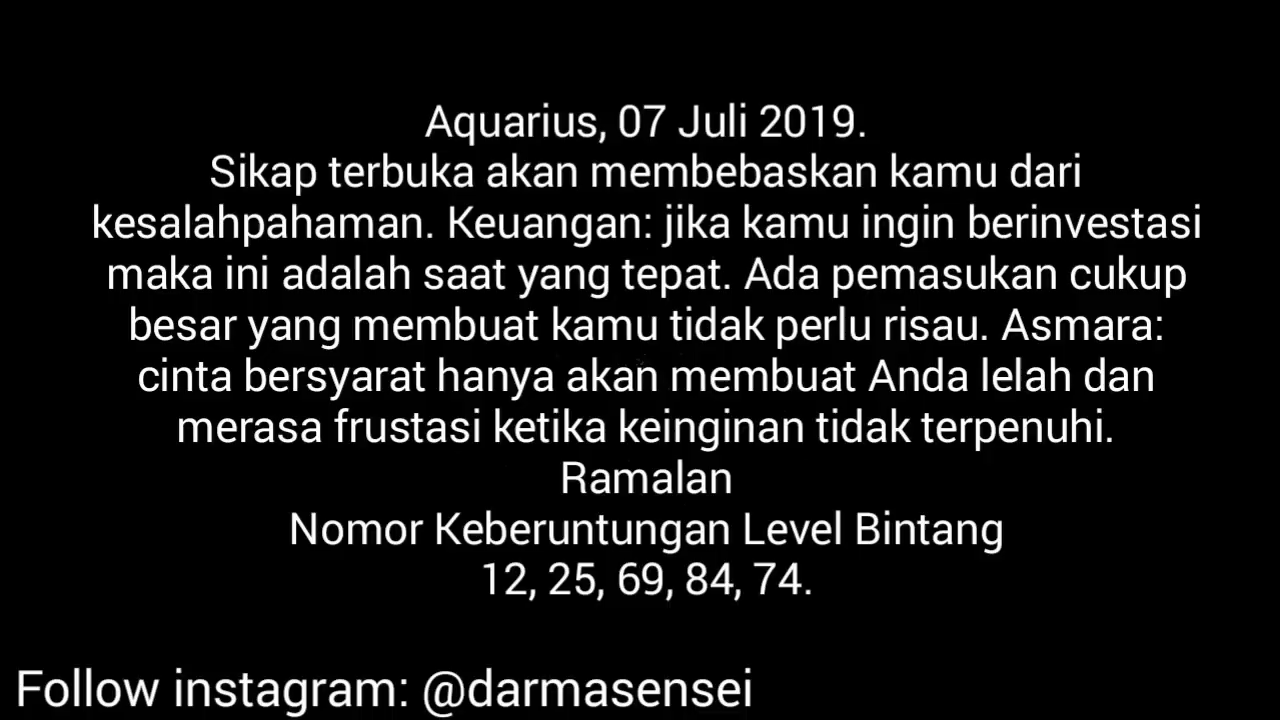 Aquarius, 07 Juli 2019.
Sikap terbuka akan membebaskan kamu dari
kesalahpahaman. Keuangan: jika kamu ingin berinvestasi
maka ini adalah saat yang tepat. Ada pemasukan cukup
besar yang membuat kamu tidak perlu risau. Asmara:
cinta bersyarat hanya akan membuat Anda lelah dan
merasa frustasi ketika keinginan tidak terpenuhi.
Ramalan
Nomor Keberuntungan Level Bintang
12, 25, 69, 84, 74.
Follow instagram: @darmasensei